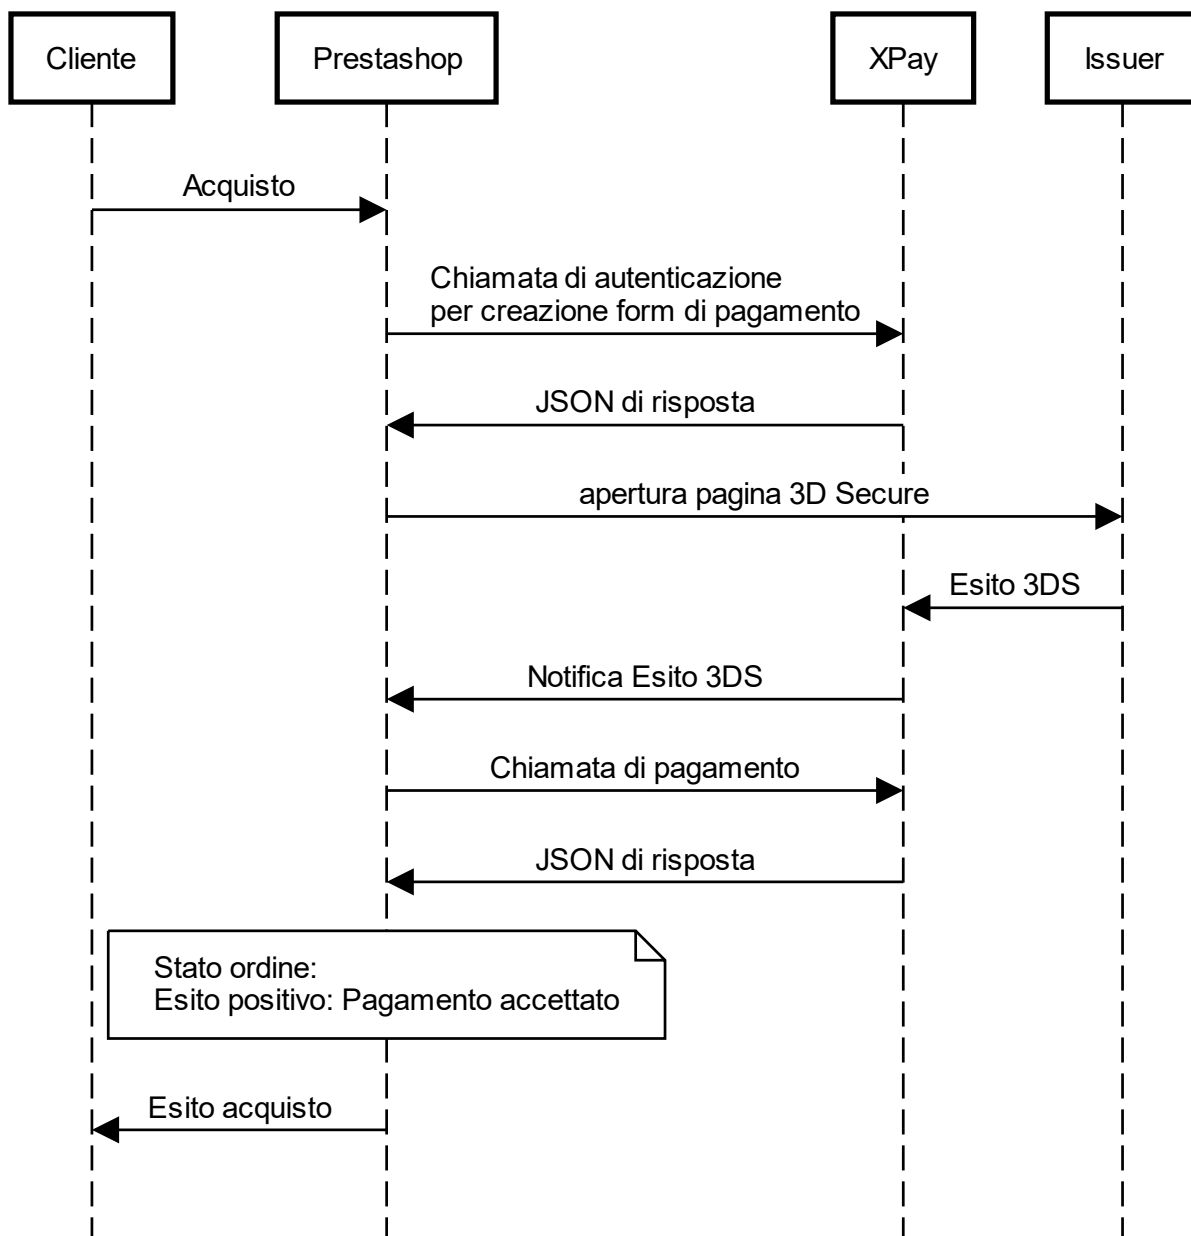 Cliente
Prestashop
XPay
Issuer
Acquisto
Chiamata di autenticazione
per creazione form di pagamento
JSON di risposta
apertura pagina 3D Secure
Esito 3DS
Notifica Esito 3DS
Chiamata di pagamento
JSON di risposta
Stato ordine:
Esito positivo: Pagamento accettato
Esito acquisto